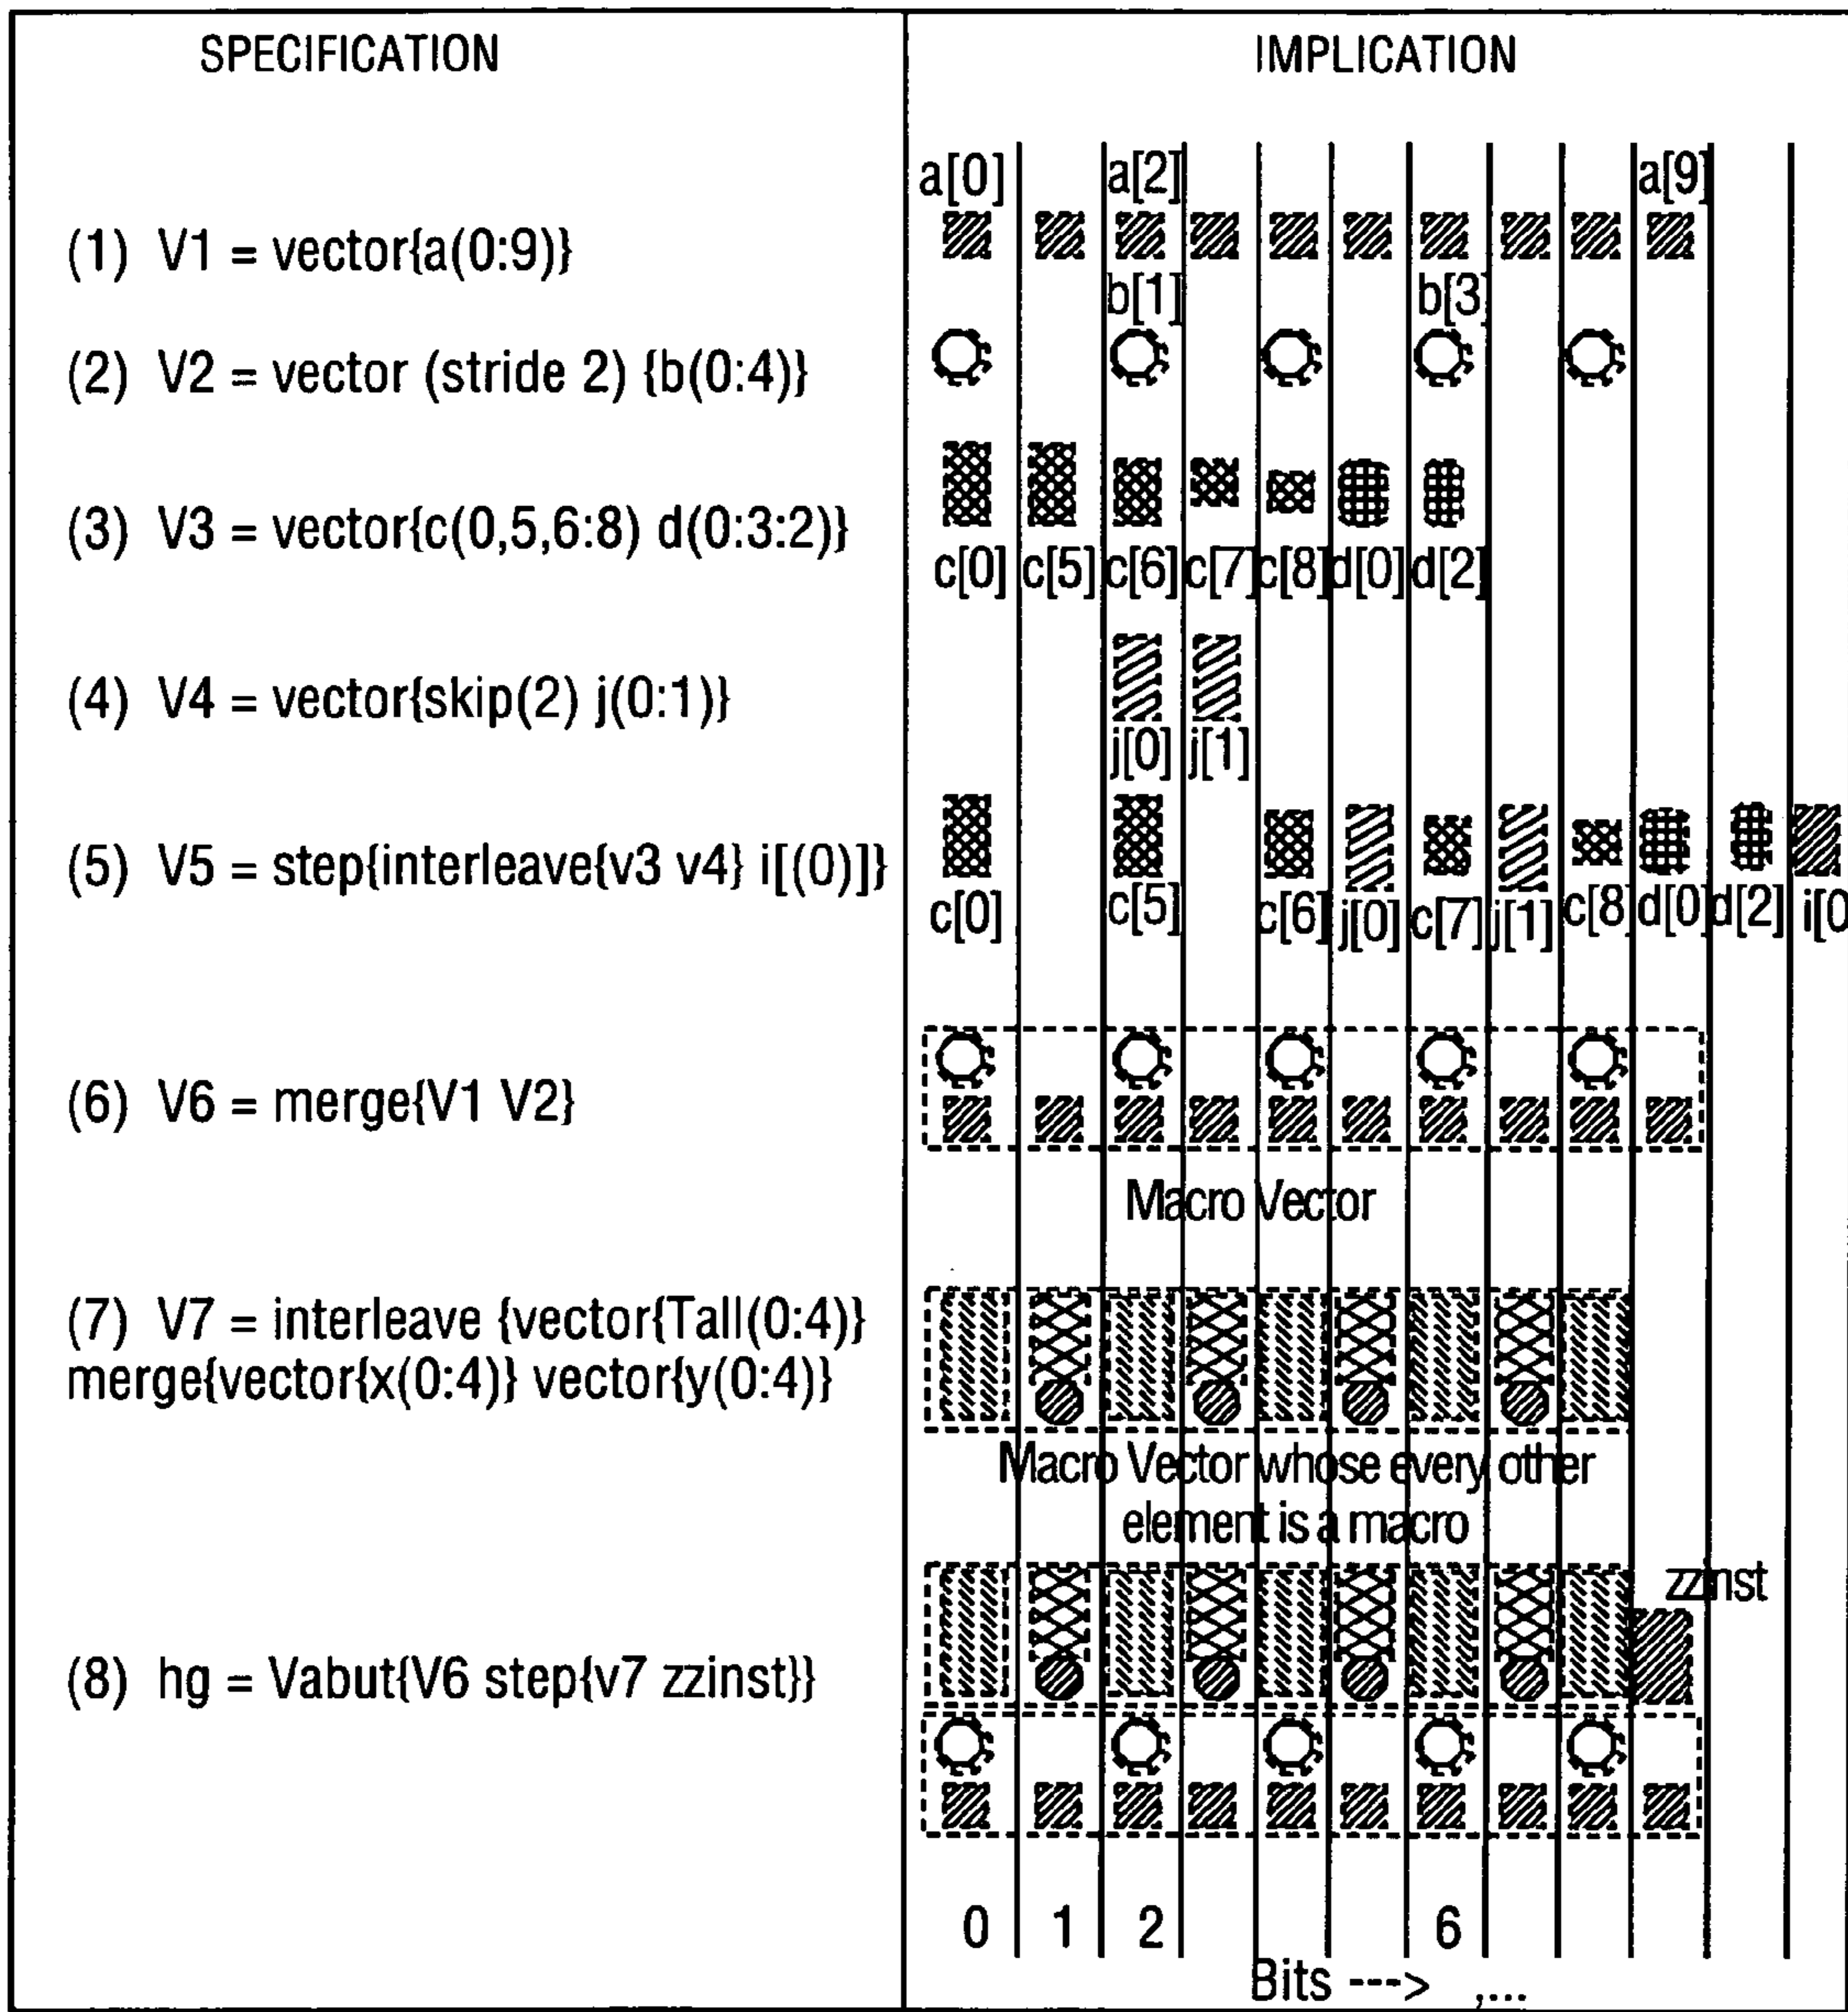 SPECIFICATION
IMPLICATION
a[0] a[2] a[9]
(1) V1 = vector{a(0:9)}
b[1] b[3]
(2) V2 = vector (stride 2) {b(0:4)}
(3) V3 = vector{c(0,5,6:8) d(0:3:2)}
c[0] c[5] c[6] c[7] c[8] d[0] d[2]
(4) V4 = vector{skip(2) j(0:1)}
j[0] j[1]
(5) V5 = step{interleave{v3 v4} i[(0)]}
c[0] c[5] c[6] j[0] c[7] j[1] c[8 d[0 d[2] i[0
(6) V6 = merge{V1 V2}
Macro Vector
(7) V7 = interleave {vector{Tall(0:4)}
merge{vector{x(0:4)} vector{y(0:4)}
Macro Vector whose every other
element is a macro
zzinst
(8) hg = Vabut{V6 step{v7 zzinst}}
0 1 2 6
Bits ---> ,....